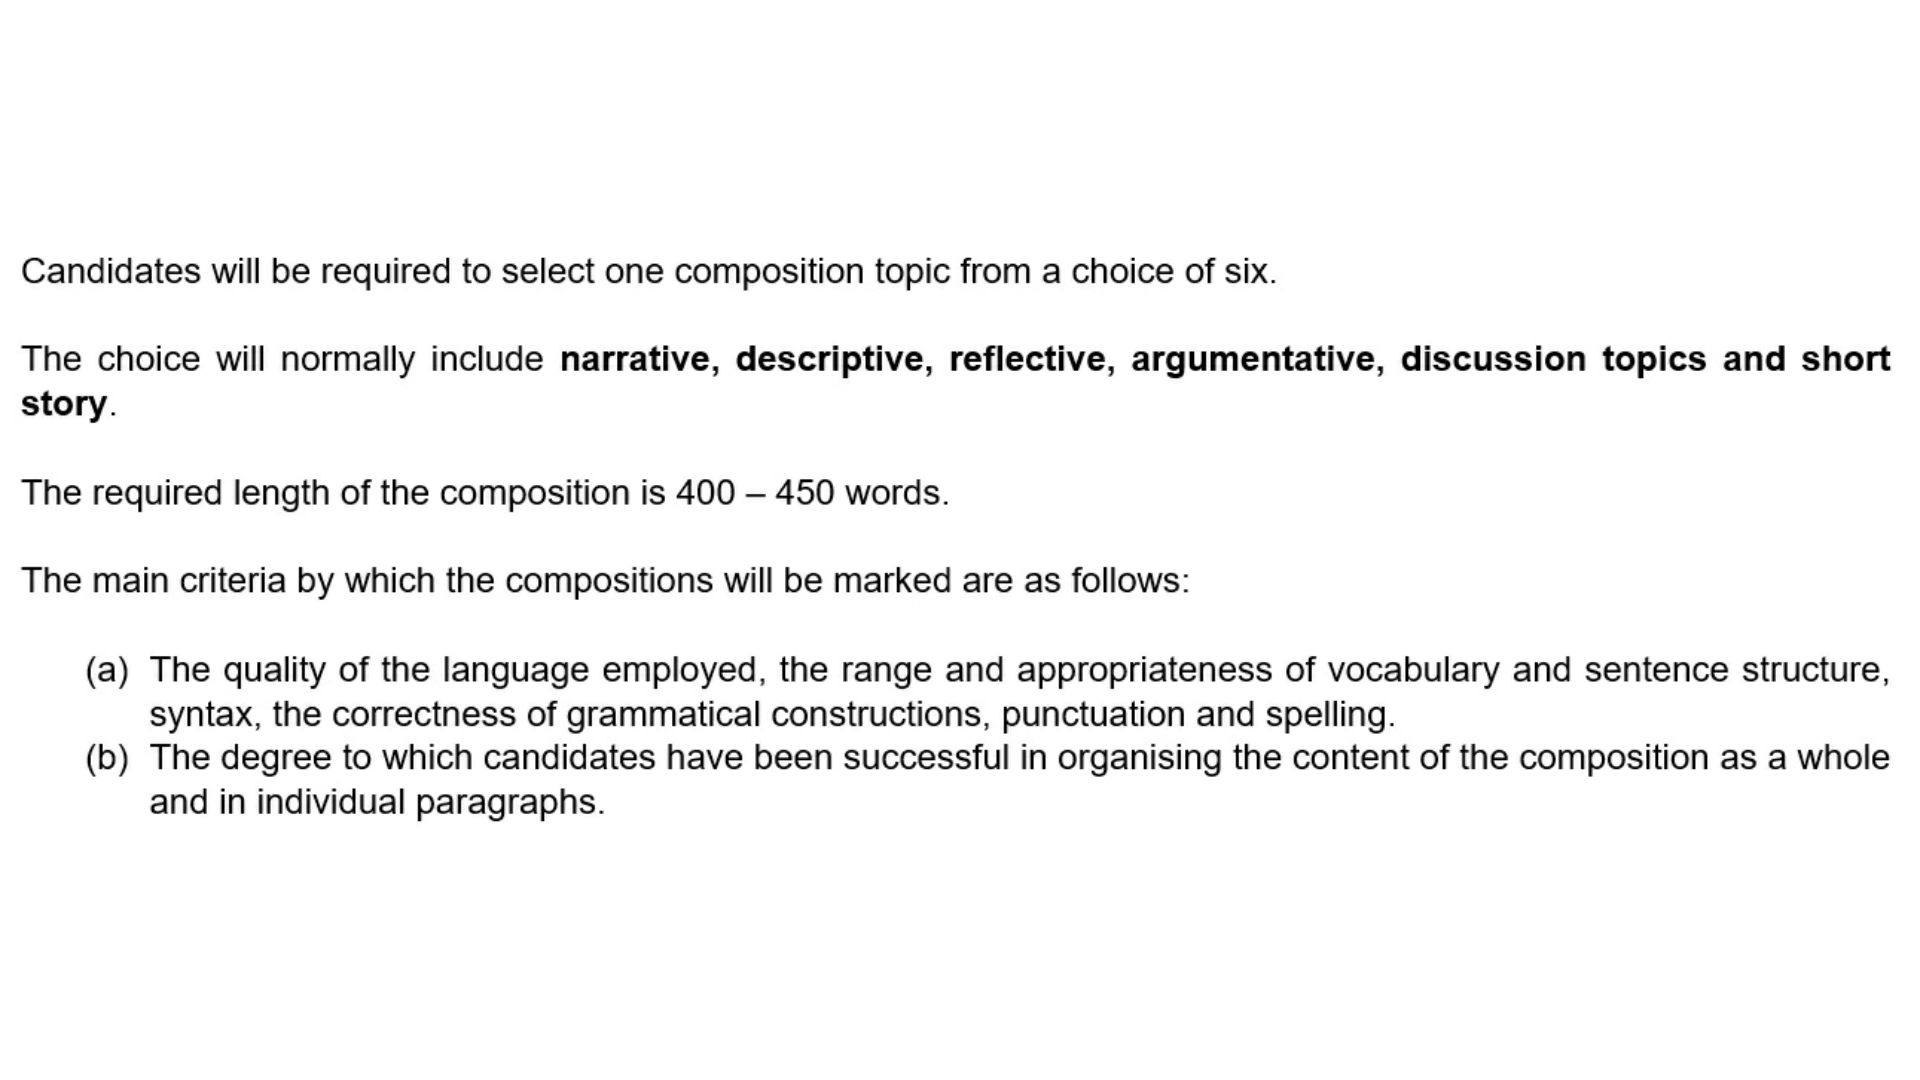 Candidates will be required to select one composition topic from a choice of six.
The choice will normally include narrative, descriptive, reflective, argumentative, discussion topics and short
story.
The required length of the composition is 400 – 450 words.
The main criteria by which the compositions will be marked are as follows:
(a) The quality of the language employed, the range and appropriateness of vocabulary and sentence structure,
syntax, the correctness of grammatical constructions, punctuation and spelling.
(b) The degree to which candidates have been successful in organising the content of the composition as a whole
and in individual paragraphs.